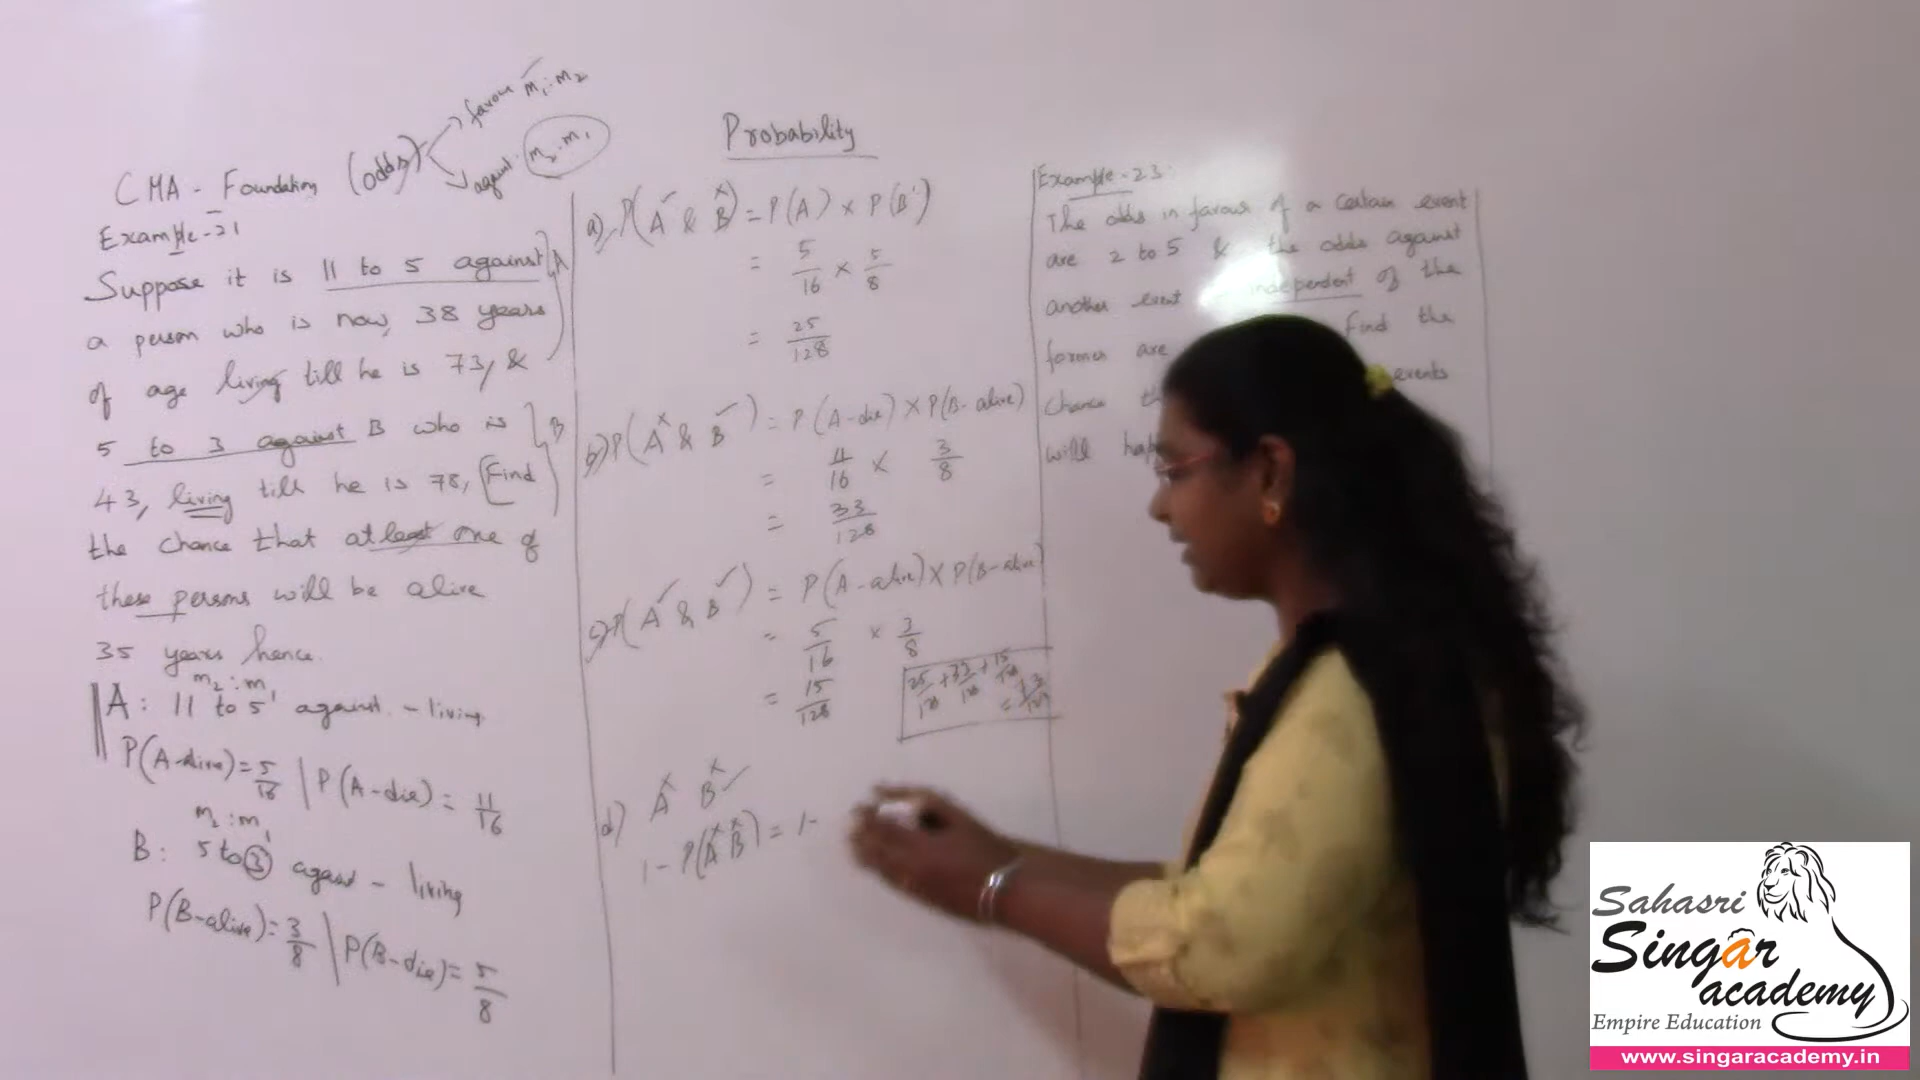 Probability
CMA - Foundation (odds)
favour m₁:m₂
against m₂:m₁
Example-21
Suppose it is 11 to 5 against } A
a person who is now, 38 years
of age living till he is 73, &
5 to 3 against B who is } B
43, living till he is 78, Find
the chance that atleast one of
these persons will be alive
35 years hence.
m₂:m₁
A: 11 to 5 against - living
P(A-alive)=5/16 | P(A-die) = 11/16
m₂:m₁
B: 5 to 3 against - living
P(B-alive)=3/8 | P(B-die)=5/8
a) P(A✓ & B×) = P(A) × P(B')
= 5/16 × 5/8
= 25/128
b) P(A× & B✓) = P(A-die) × P(B-alive)
= 11/16 × 3/8
= 33/128
c) P(A✓ & B✓) = P(A-alive) × P(B-alive)
= 5/16 × 3/8
= 15/128
25/128 + 33/128 + 15/128
= 73/128
d) A× B×
1 - P(A× B×) = 1-
Example-23:
The odds in favour of a certain event
are 2 to 5 & the odds against
another event independent of the
former are Find the
chance events
will
Sahasri
Singar
academy
Empire Education
www.singaracademy.in